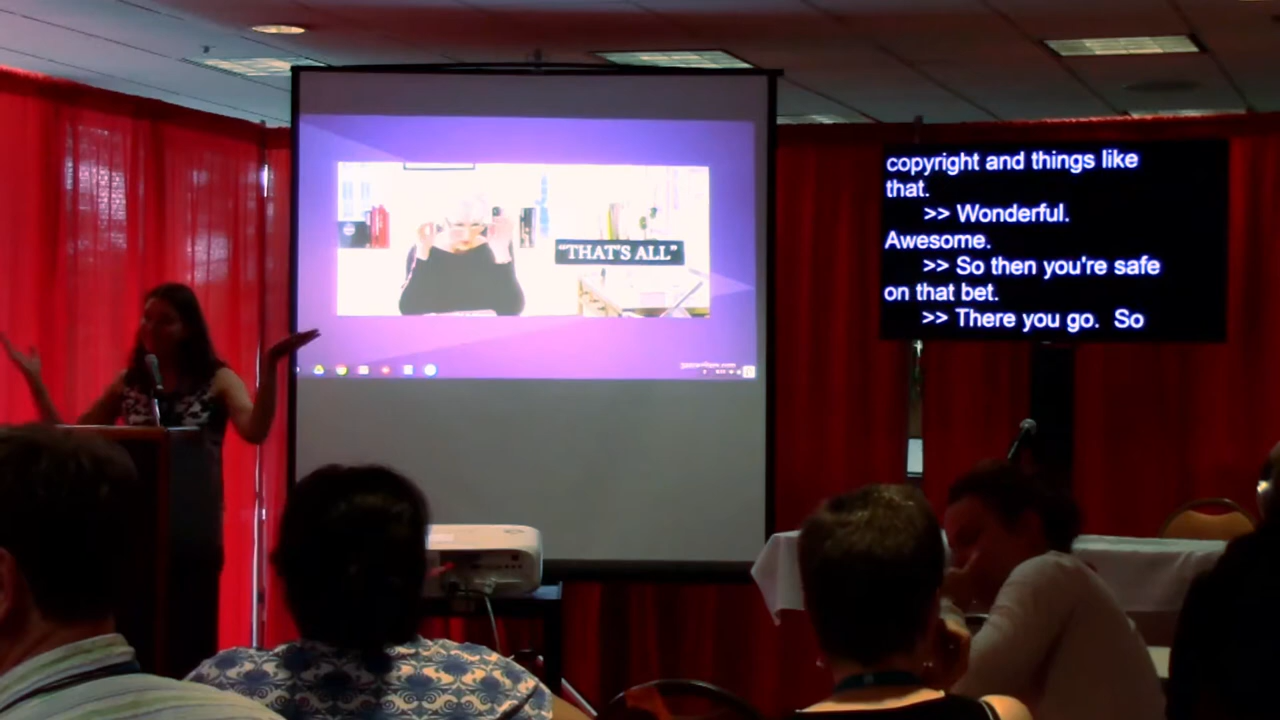 "THAT'S ALL"
copyright and things like
that.
>> Wonderful.
Awesome.
>> So then you're safe
on that bet.
>> There you go. So